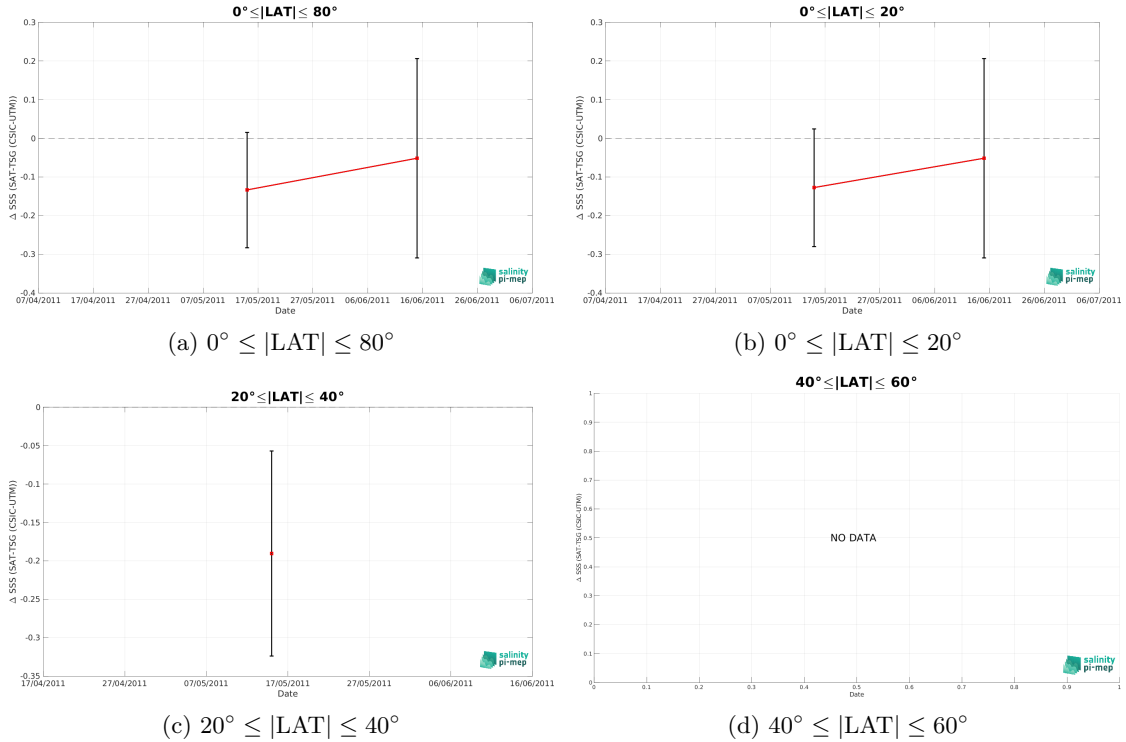 0°≤|LAT|≤ 80°
0.3
0.2
0.1
0
-0.1
-0.2
-0.3
-0.4
Δ SSS (SAT-TSG (CSIC-UTM))
07/04/2011 17/04/2011 27/04/2011 07/05/2011 17/05/2011 27/05/2011 06/06/2011 16/06/2011 26/06/2011 06/07/2011
Date
salinity
pi-mep
(a) 0° ≤ |LAT| ≤ 80°
0°≤|LAT|≤ 20°
0.3
0.2
0.1
0
-0.1
-0.2
-0.3
-0.4
Δ SSS (SAT-TSG (CSIC-UTM))
07/04/2011 17/04/2011 27/04/2011 07/05/2011 17/05/2011 27/05/2011 06/06/2011 16/06/2011 26/06/2011 06/07/2011
Date
salinity
pi-mep
(b) 0° ≤ |LAT| ≤ 20°
20°≤|LAT|≤ 40°
0
-0.05
-0.1
-0.15
-0.2
-0.25
-0.3
-0.35
Δ SSS (SAT-TSG (CSIC-UTM))
17/04/2011 27/04/2011 07/05/2011 17/05/2011 27/05/2011 06/06/2011 16/06/2011
Date
salinity
pi-mep
(c) 20° ≤ |LAT| ≤ 40°
40°≤|LAT|≤ 60°
1
0.9
0.8
0.7
0.6
0.5
0.4
0.3
0.2
0.1
0
Δ SSS (SAT-TSG (CSIC-UTM))
NO DATA
0 0.1 0.2 0.3 0.4 0.5 0.6 0.7 0.8 0.9 1
Date
salinity
pi-mep
(d) 40° ≤ |LAT| ≤ 60°